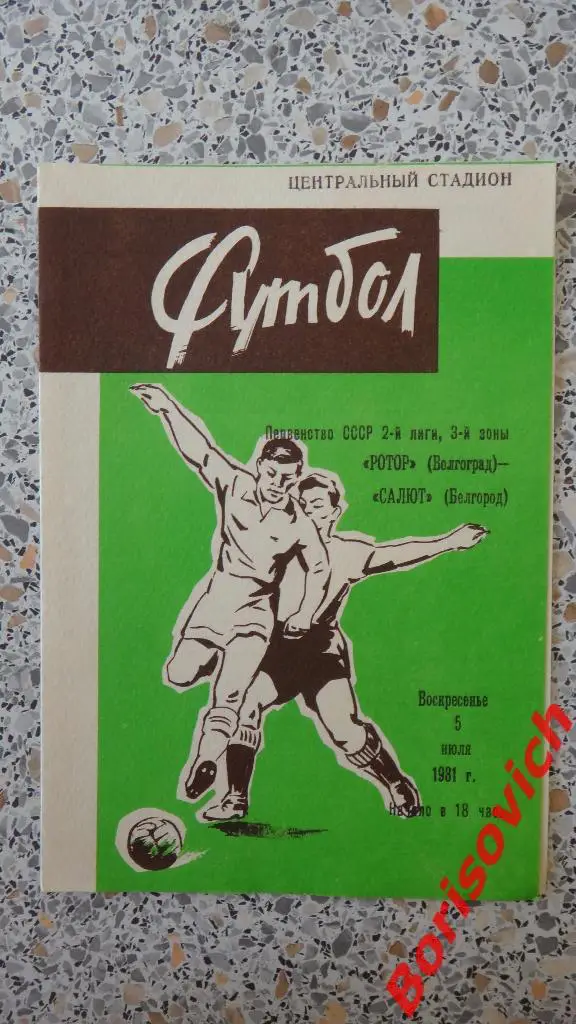 ЦЕНТРАЛЬНЫЙ СТАДИОН
Футбол
Первенство СССР 2-й лиги, 3-й зоны
«РОТОР» (Волгоград)—
«САЛЮТ» (Белгород)
Воскресенье
5
июля
1981 г.
Начало в 18 час.
Borisovich